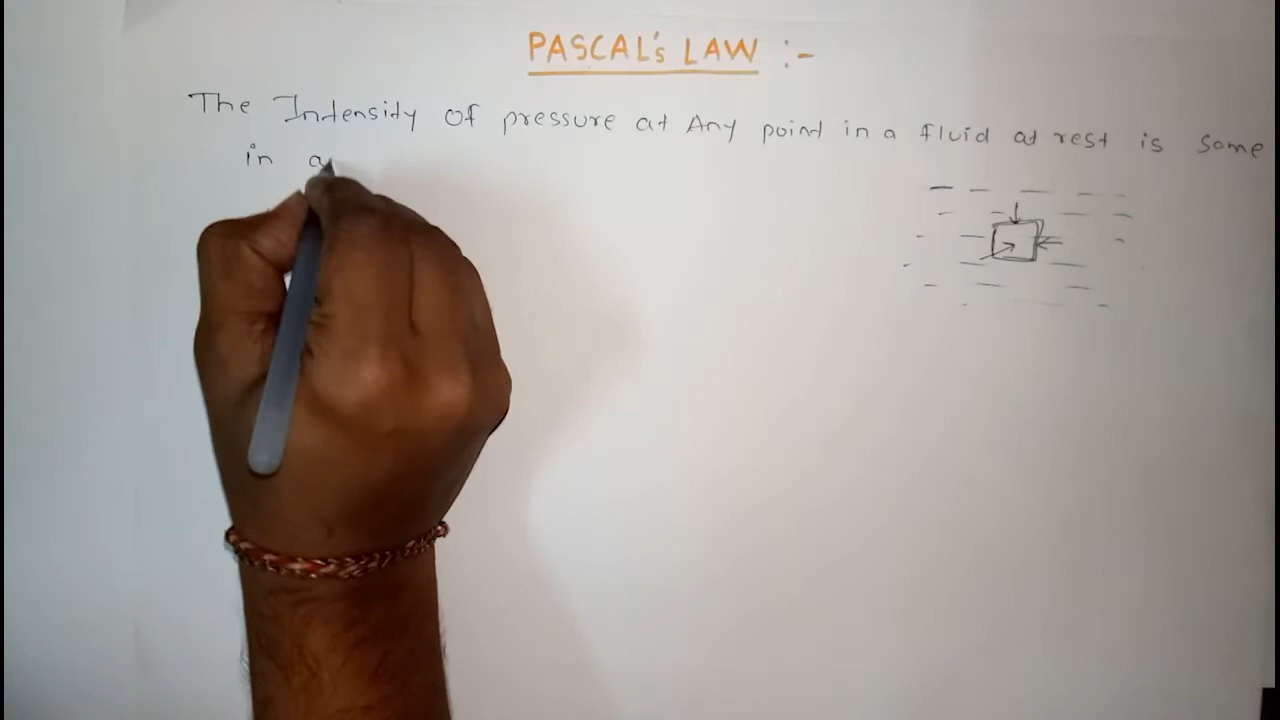 PASCAL's LAW :-
The Intensity of pressure at Any point in a fluid at rest is same
in a